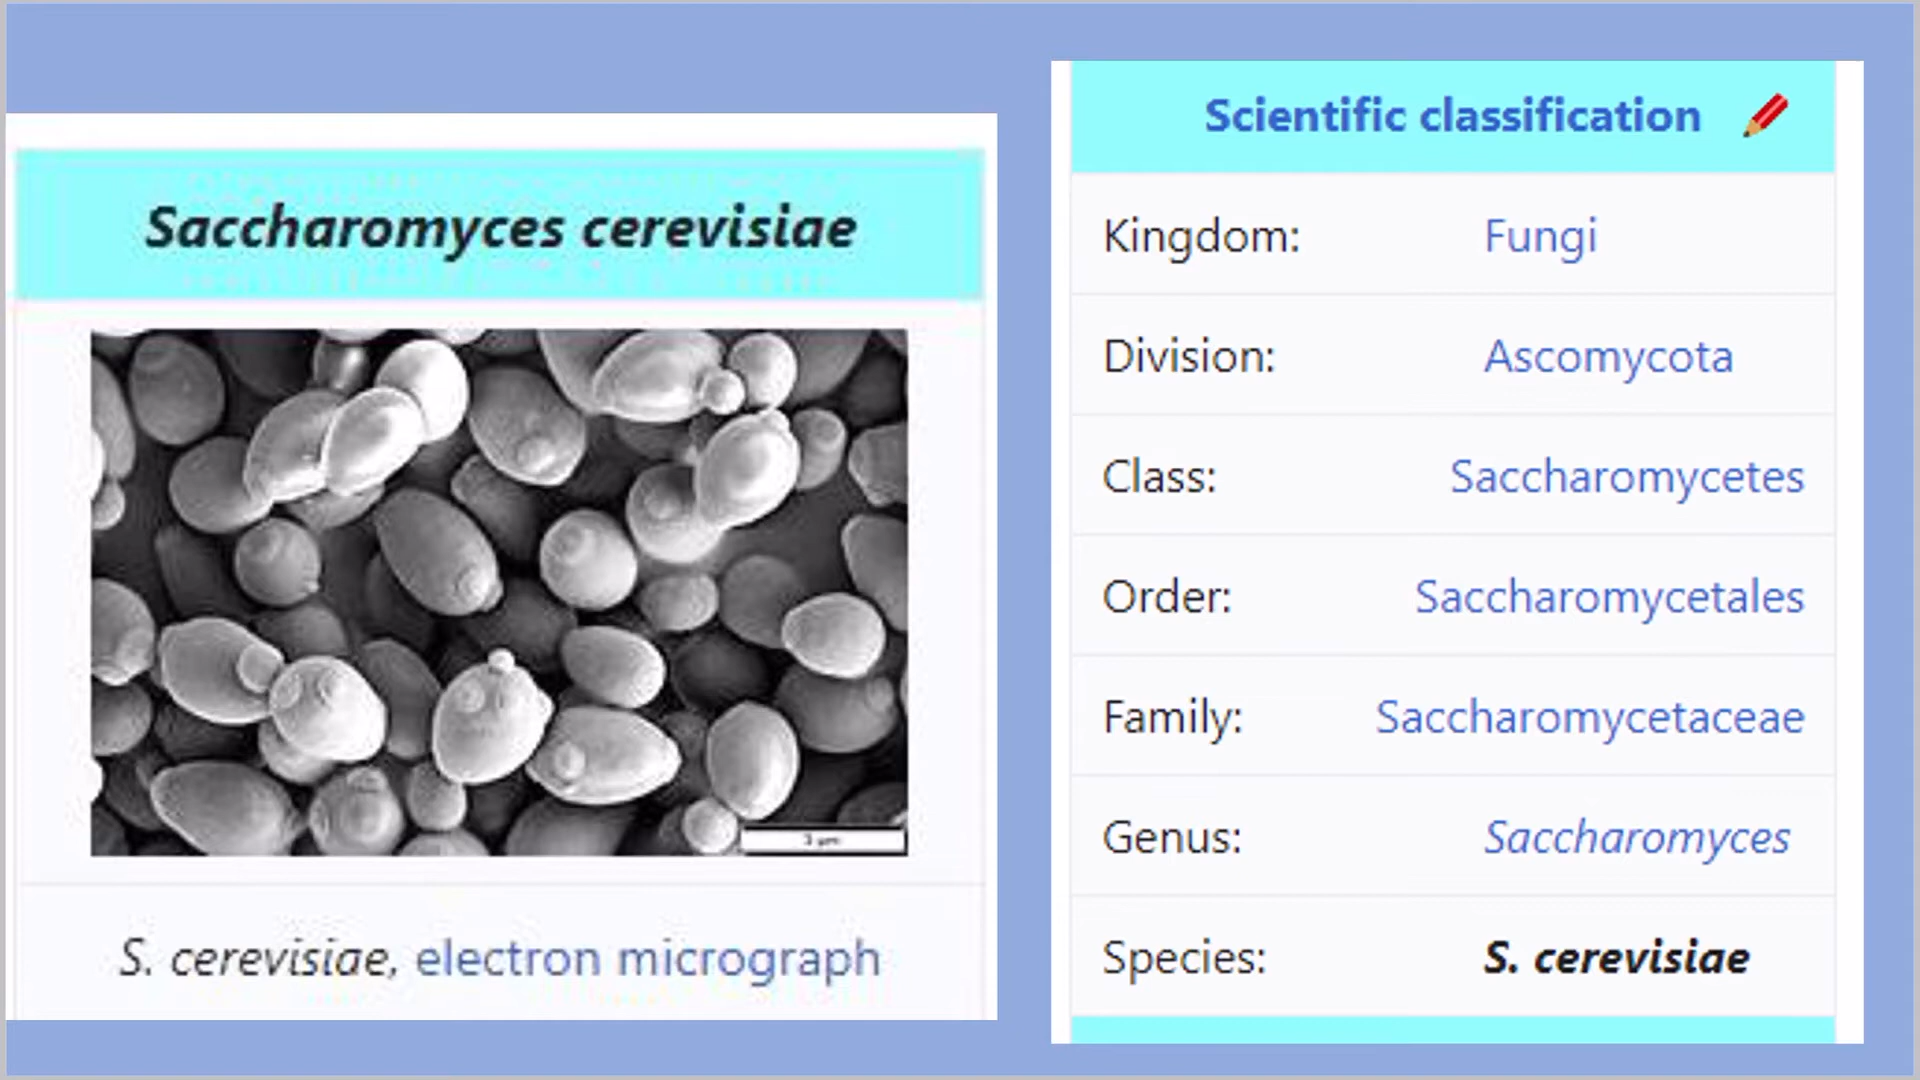 Saccharomyces cerevisiae
S. cerevisiae, electron micrograph
Scientific classification
Kingdom: Fungi
Division: Ascomycota
Class: Saccharomycetes
Order: Saccharomycetales
Family: Saccharomycetaceae
Genus: Saccharomyces
Species: S. cerevisiae